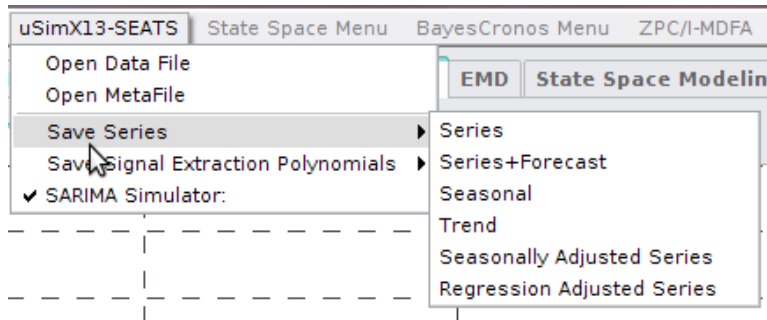 uSimX13-SEATS State Space Menu BayesCronos Menu ZPC/I-MDFA
EMD State Space Modelin
Open Data File
Open MetaFile
Save Series
Save Signal Extraction Polynomials
✔ SARIMA Simulator:
Series
Series+Forecast
Seasonal
Trend
Seasonally Adjusted Series
Regression Adjusted Series